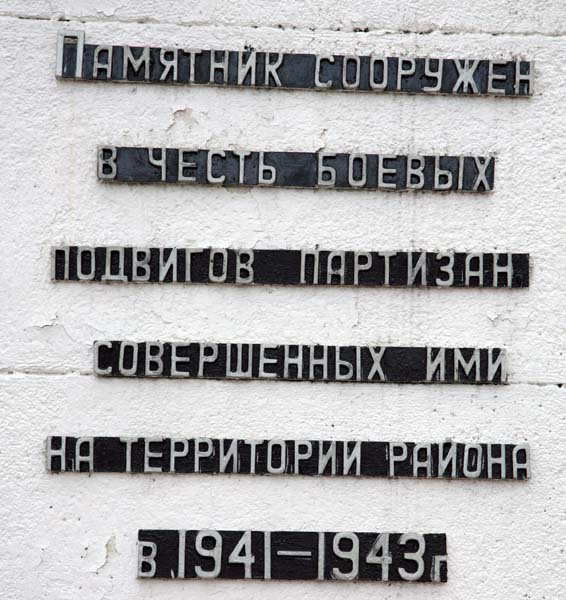 Памятник сооружен
в честь боевых
подвигов партизан
совершенных ими
на территории района
в 1941–1943г